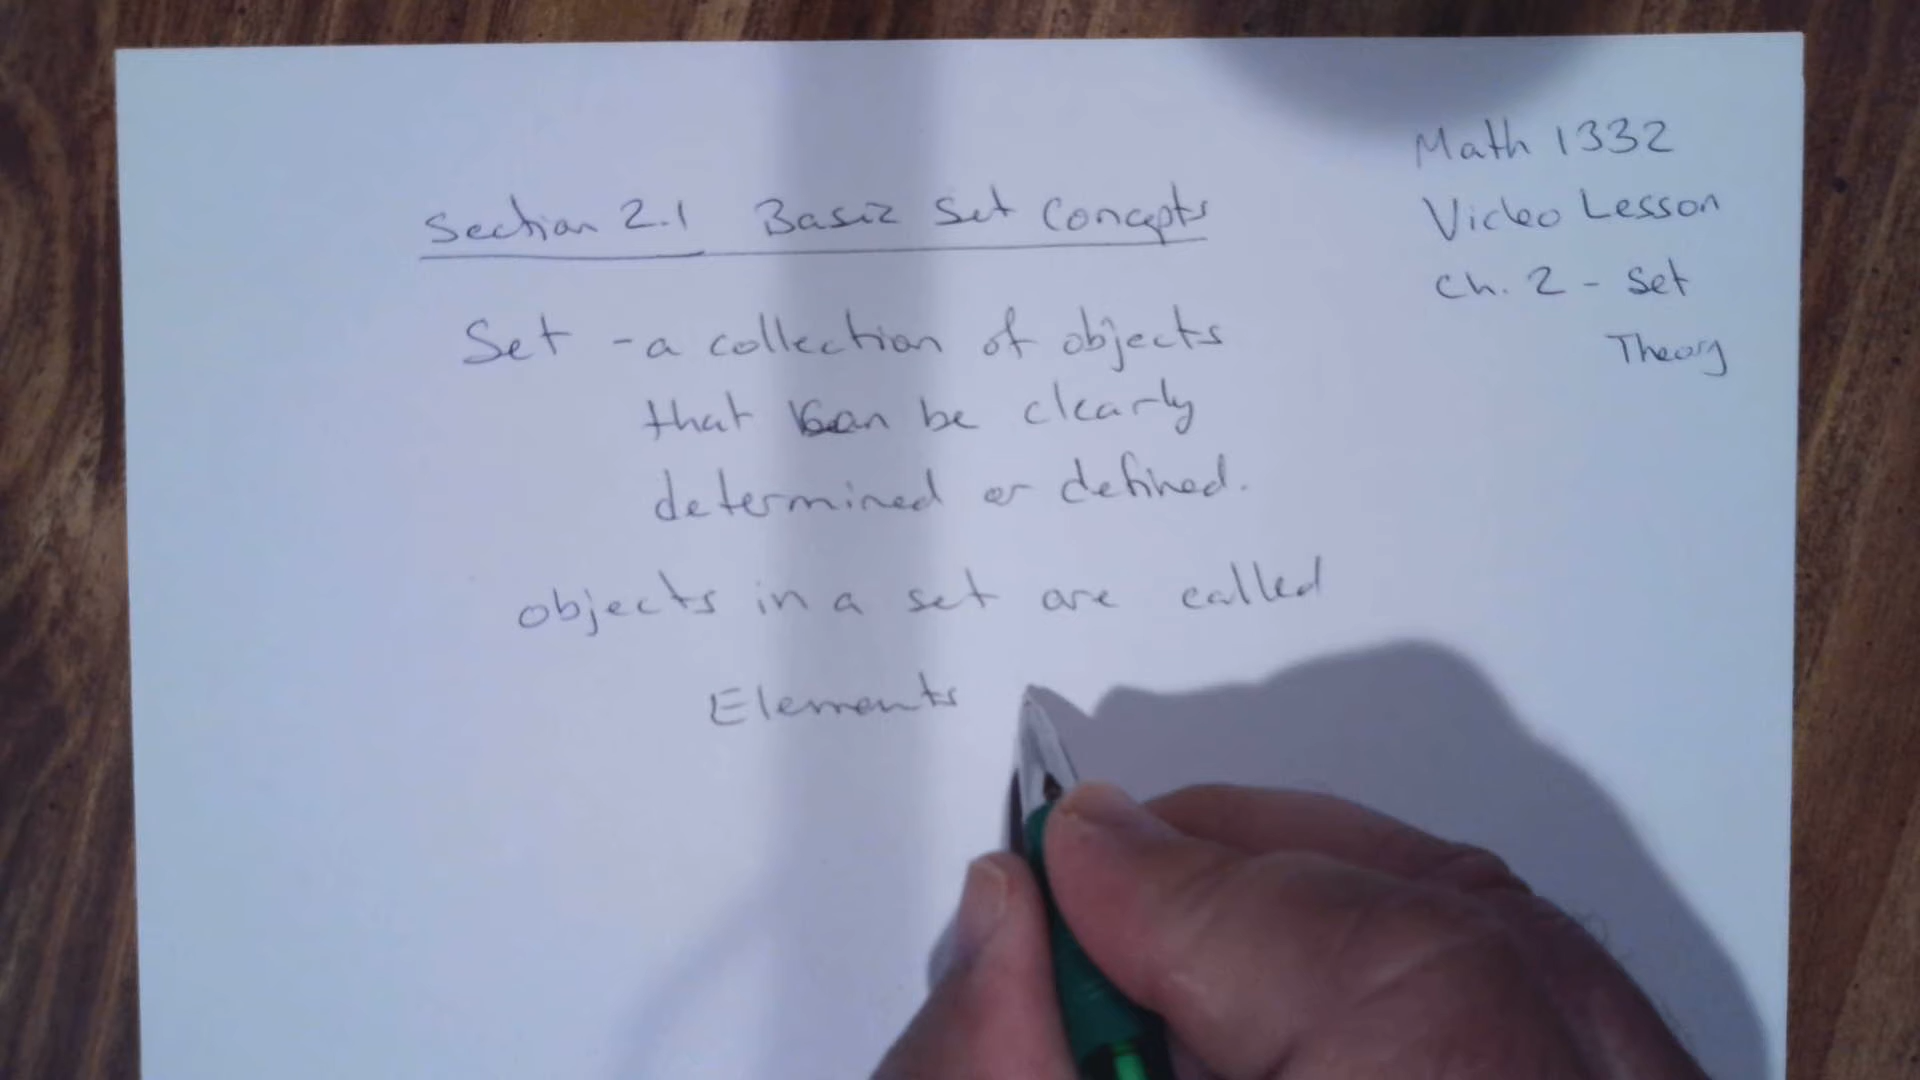 Math 1332
Video Lesson
Ch. 2 - Set
Theory
Section 2.1 Basic Set Concepts
Set - a collection of objects
that can be clearly
determined or defined.
objects in a set are called
Elements